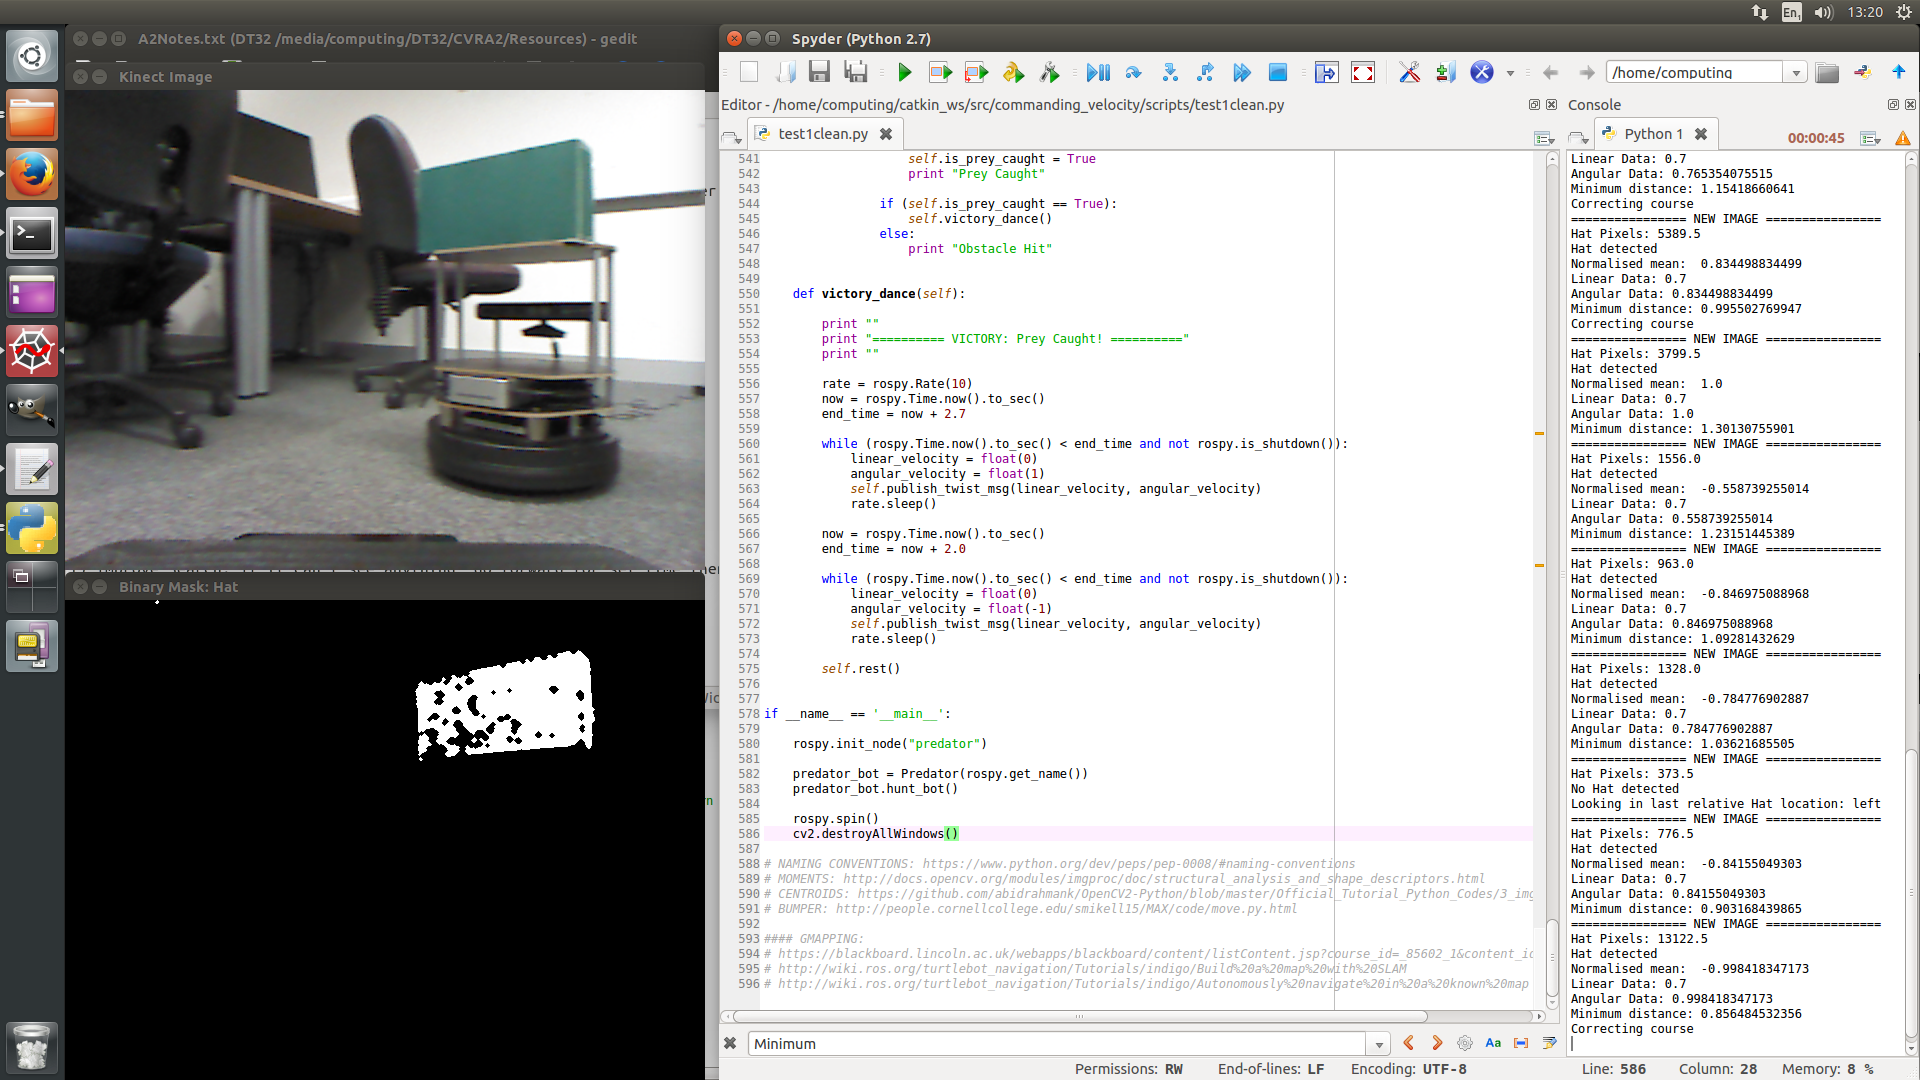 En₁ 13:20
A2Notes.txt (DT32 /media/computing/DT32/CVRA2/Resources) - gedit
Kinect Image
Binary Mask: Hat
Spyder (Python 2.7)
/home/computing
Editor - /home/computing/catkin_ws/src/commanding_velocity/scripts/test1clean.py
test1clean.py
541 self.is_prey_caught = True
542 print "Prey Caught"
543
544 if (self.is_prey_caught == True):
545 self.victory_dance()
546 else:
547 print "Obstacle Hit"
548
549
550 def victory_dance(self):
551
552 print ""
553 print "========== VICTORY: Prey Caught! =========="
554 print ""
555
556 rate = rospy.Rate(10)
557 now = rospy.Time.now().to_sec()
558 end_time = now + 2.7
559
560 while (rospy.Time.now().to_sec() < end_time and not rospy.is_shutdown()):
561 linear_velocity = float(0)
562 angular_velocity = float(1)
563 self.publish_twist_msg(linear_velocity, angular_velocity)
564 rate.sleep()
565
566 now = rospy.Time.now().to_sec()
567 end_time = now + 2.0
568
569 while (rospy.Time.now().to_sec() < end_time and not rospy.is_shutdown()):
570 linear_velocity = float(0)
571 angular_velocity = float(-1)
572 self.publish_twist_msg(linear_velocity, angular_velocity)
573 rate.sleep()
574
575 self.rest()
576
577
578 if __name__ == '__main__':
579
580 rospy.init_node("predator")
581
582 predator_bot = Predator(rospy.get_name())
583 predator_bot.hunt_bot()
584
585 rospy.spin()
586 cv2.destroyAllWindows()
587
588 # NAMING CONVENTIONS: https://www.python.org/dev/peps/pep-0008/#naming-conventions
589 # MOMENTS: http://docs.opencv.org/modules/imgproc/doc/structural_analysis_and_shape_descriptors.html
590 # CENTROIDS: https://github.com/abidrahmank/OpenCV2-Python/blob/master/Official_Tutorial_Python_Codes/3_img
591 # BUMPER: http://people.cornellcollege.edu/smikell15/MAX/code/move.py.html
592
593 #### GMAPPING:
594 # https://blackboard.lincoln.ac.uk/webapps/blackboard/content/listContent.jsp?course_id=_85602_1&content_id
595 # http://wiki.ros.org/turtlebot_navigation/Tutorials/indigo/Build%20a%20map%20with%20SLAM
596 # http://wiki.ros.org/turtlebot_navigation/Tutorials/indigo/Autonomously%20navigate%20in%20a%20known%20map
Minimum
Aa
Console
Python 1
00:00:45
Linear Data: 0.7
Angular Data: 0.765354075515
Minimum distance: 1.15418660641
Correcting course
================ NEW IMAGE ================
Hat Pixels: 5389.5
Hat detected
Normalised mean: 0.834498834499
Linear Data: 0.7
Angular Data: 0.834498834499
Minimum distance: 0.995502769947
Correcting course
================ NEW IMAGE ================
Hat Pixels: 3799.5
Hat detected
Normalised mean: 1.0
Linear Data: 0.7
Angular Data: 1.0
Minimum distance: 1.30130755901
================ NEW IMAGE ================
Hat Pixels: 1556.0
Hat detected
Normalised mean: -0.558739255014
Linear Data: 0.7
Angular Data: 0.558739255014
Minimum distance: 1.23151445389
================ NEW IMAGE ================
Hat Pixels: 963.0
Hat detected
Normalised mean: -0.846975088968
Linear Data: 0.7
Angular Data: 0.846975088968
Minimum distance: 1.09281432629
================ NEW IMAGE ================
Hat Pixels: 1328.0
Hat detected
Normalised mean: -0.784776902887
Linear Data: 0.7
Angular Data: 0.784776902887
Minimum distance: 1.03621685505
================ NEW IMAGE ================
Hat Pixels: 373.5
No Hat detected
Looking in last relative Hat location: left
================ NEW IMAGE ================
Hat Pixels: 776.5
Hat detected
Normalised mean: -0.84155049303
Linear Data: 0.7
Angular Data: 0.84155049303
Minimum distance: 0.903168439865
================ NEW IMAGE ================
Hat Pixels: 13122.5
Hat detected
Normalised mean: -0.998418347173
Linear Data: 0.7
Angular Data: 0.998418347173
Minimum distance: 0.856484532356
Correcting course
Permissions: RW End-of-lines: LF Encoding: UTF-8 Line: 586 Column: 28 Memory: 8 %